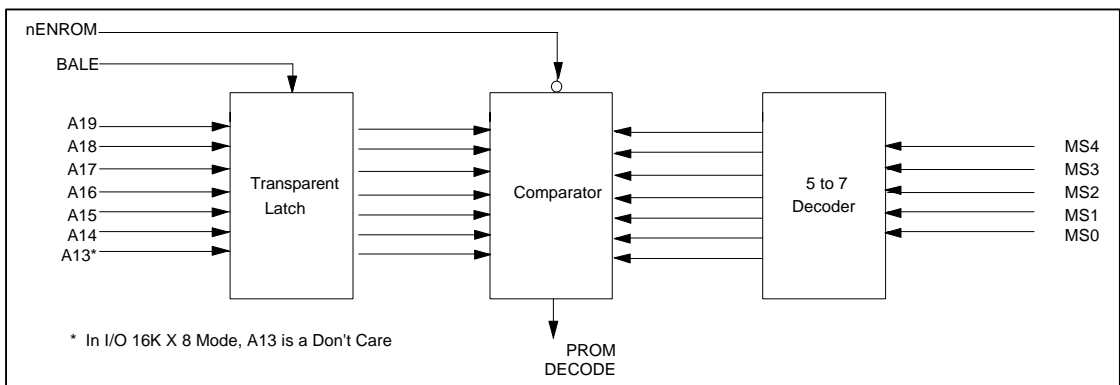 nENROM
BALE
A19
A18
A17
A16
A15
A14
A13*
Transparent
Latch
Comparator
5 to 7
Decoder
MS4
MS3
MS2
MS1
MS0
* In I/O 16K X 8 Mode, A13 is a Don't Care
PROM
DECODE